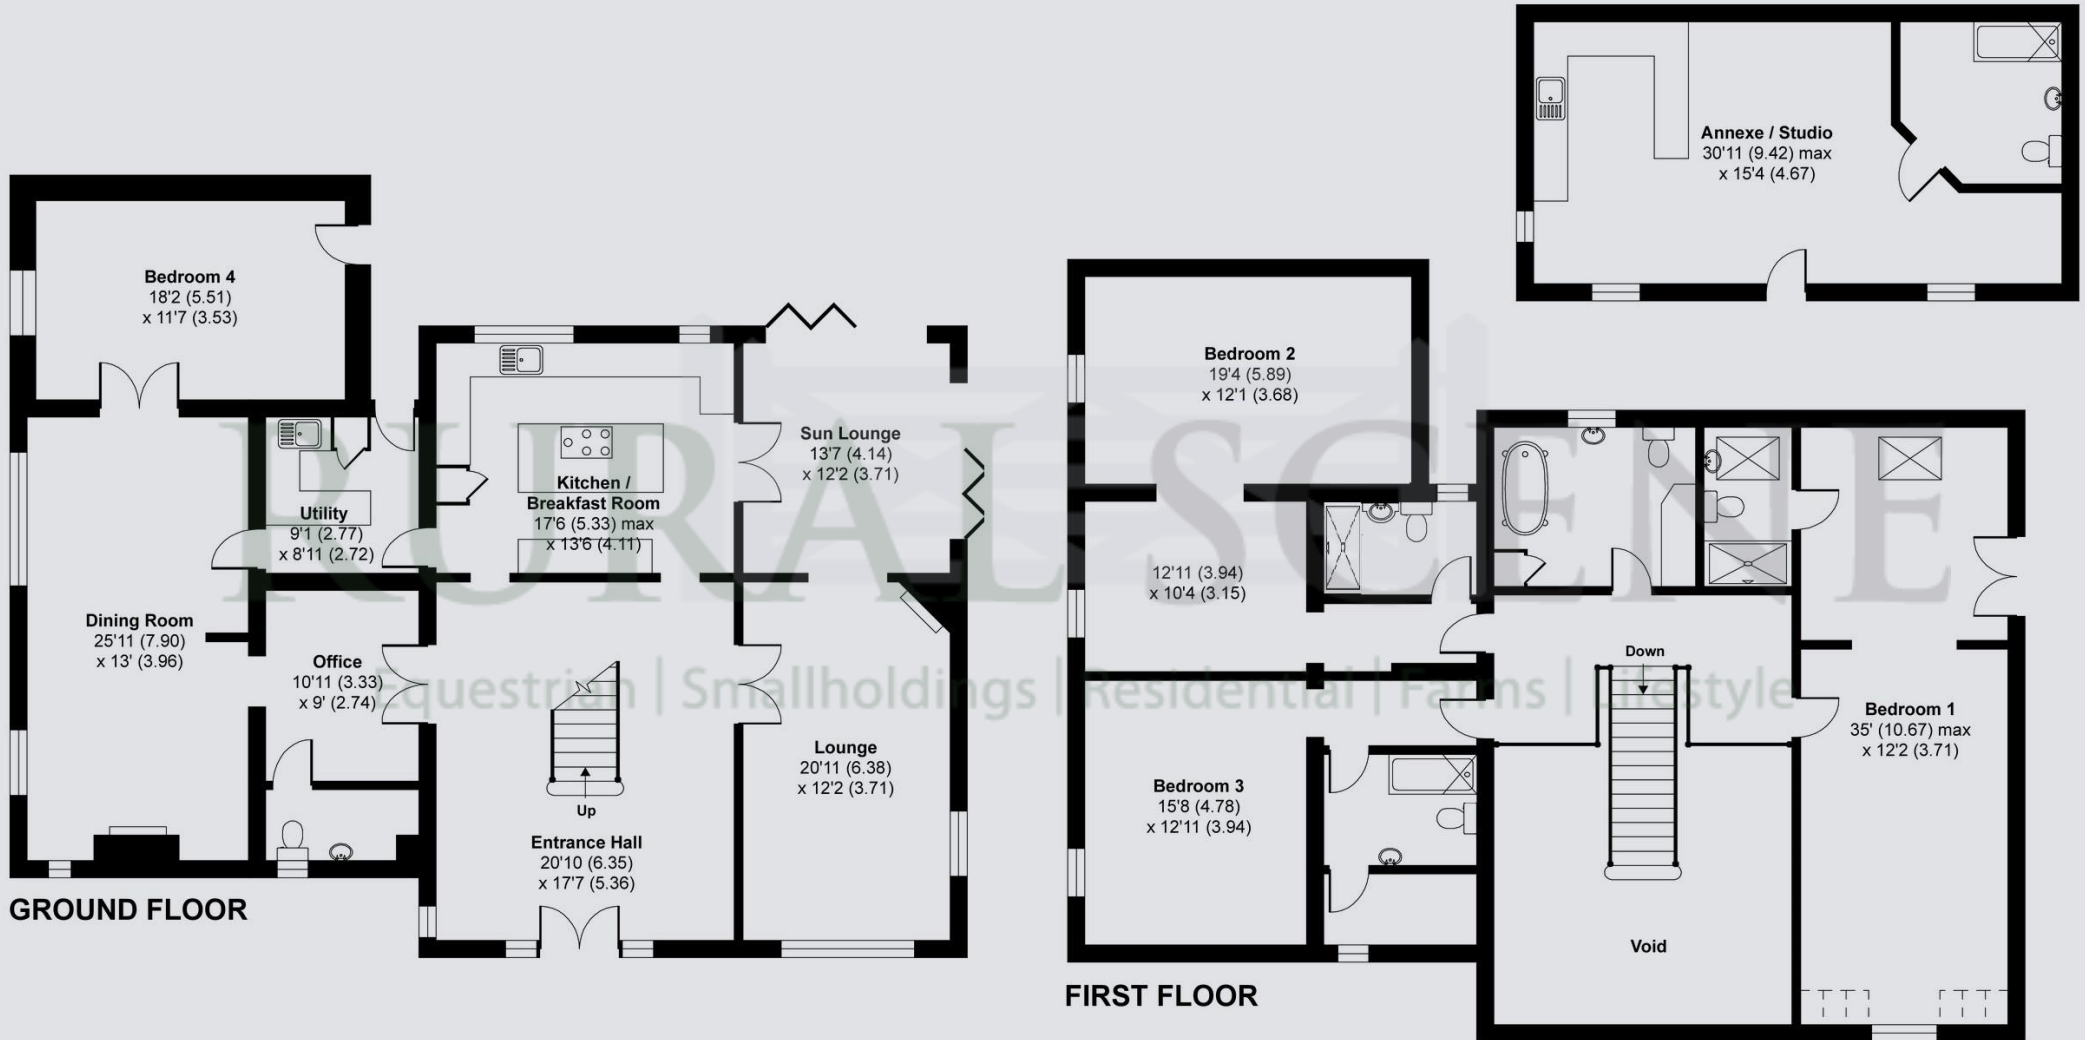 Annexe / Studio
30'11 (9.42) max
x 15'4 (4.67)
Bedroom 4
18'2 (5.51)
x 11'7 (3.53)
Bedroom 2
19'4 (5.89)
x 12'1 (3.68)
Sun Lounge
13'7 (4.14)
x 12'2 (3.71)
Kitchen /
Breakfast Room
17'6 (5.33) max
x 13'6 (4.11)
Utility
9'1 (2.77)
x 8'11 (2.72)
RURAL SCENE
Equestrian | Smallholdings | Residential | Farms | Lifestyle
12'11 (3.94)
x 10'4 (3.15)
Dining Room
25'11 (7.90)
x 13' (3.96)
Office
10'11 (3.33)
x 9' (2.74)
Down
Bedroom 1
35' (10.67) max
x 12'2 (3.71)
Lounge
20'11 (6.38)
x 12'2 (3.71)
Bedroom 3
15'8 (4.78)
x 12'11 (3.94)
Up
Entrance Hall
20'10 (6.35)
x 17'7 (5.36)
GROUND FLOOR
Void
FIRST FLOOR